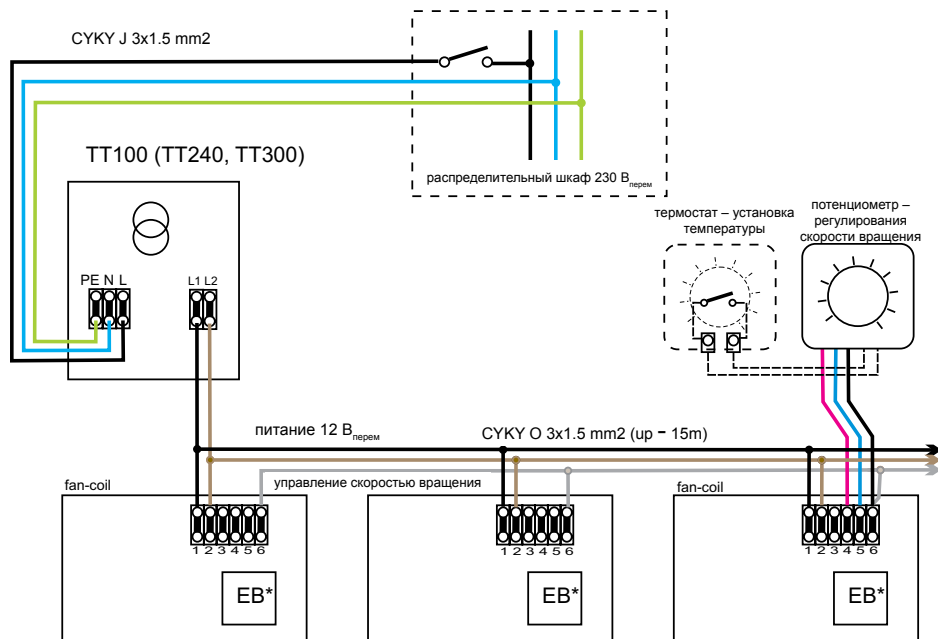 CYKY J 3x1.5 mm2
TT100 (TT240, TT300)
распределительный шкаф 230 Вперем
термостат – установка
температуры
потенциометр –
регулирования
скорости вращения
PE N L
L1 L2
питание 12 Вперем
CYKY O 3x1.5 mm2 (up - 15m)
fan-coil
управление скоростью вращения
fan-coil
1 2 3 4 5 6
1 2 3 4 5 6
1 2 3 4 5 6
EB*
EB*
EB*